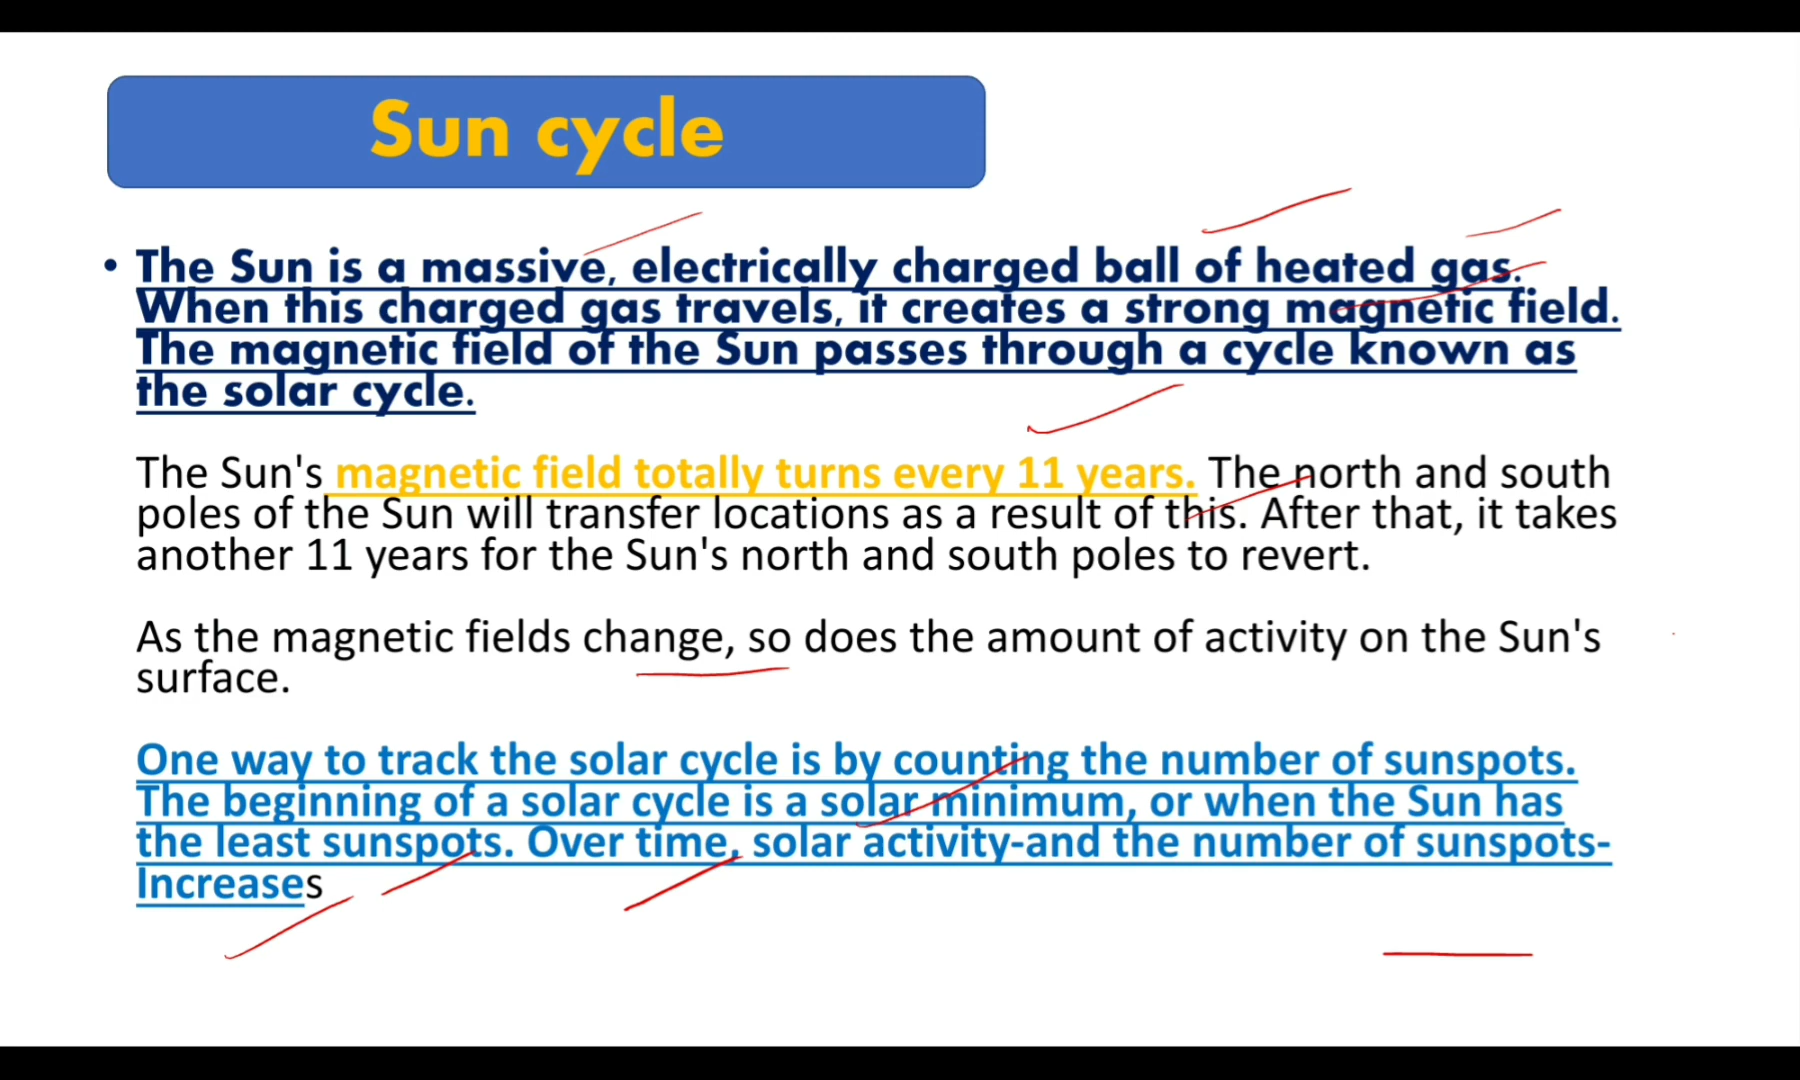 Sun cycle
• The Sun is a massive, electrically charged ball of heated gas.
When this charged gas travels, it creates a strong magnetic field.
The magnetic field of the Sun passes through a cycle known as
the solar cycle.
The Sun's magnetic field totally turns every 11 years. The north and south
poles of the Sun will transfer locations as a result of this. After that, it takes
another 11 years for the Sun's north and south poles to revert.
As the magnetic fields change, so does the amount of activity on the Sun's
surface.
One way to track the solar cycle is by counting the number of sunspots.
The beginning of a solar cycle is a solar minimum, or when the Sun has
the least sunspots. Over time, solar activity-and the number of sunspots-
Increases